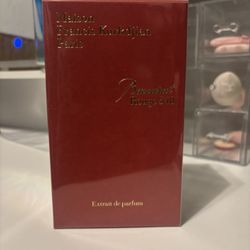 Maison
Francis Kurkdjian
Paris
Baccarat
Rouge 540
Extrait de parfum